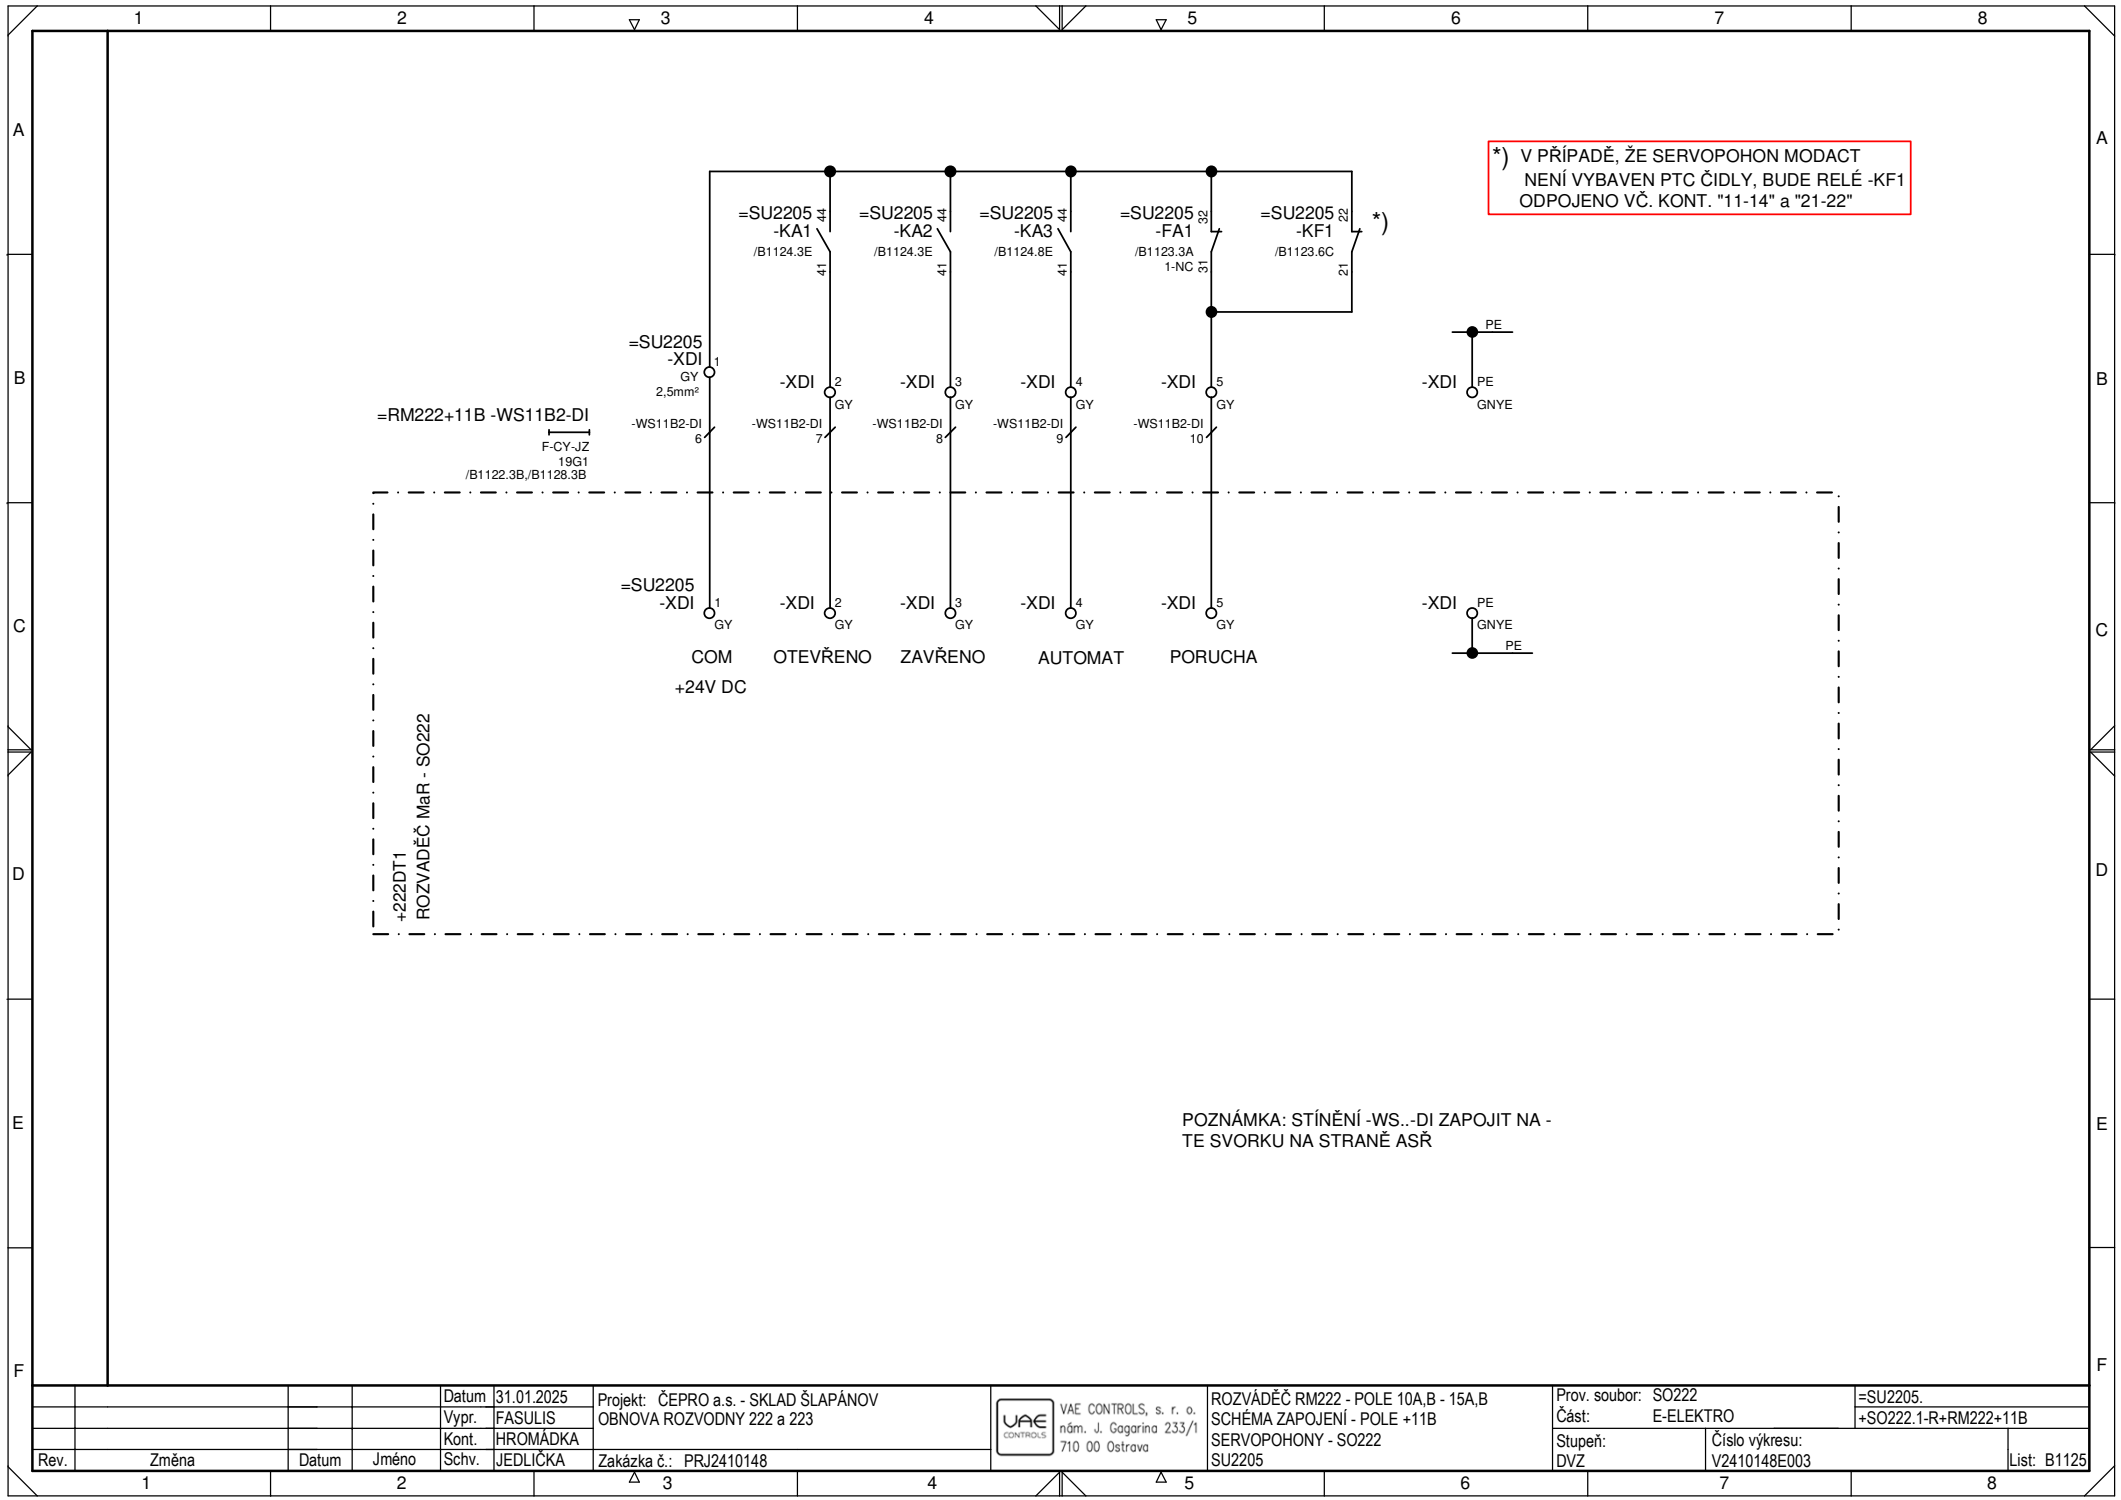 1 2 3 4 5 6 7 8
A A
*) V PŘÍPADĚ, ŽE SERVOPOHON MODACT
NENÍ VYBAVEN PTC ČIDLY, BUDE RELÉ -KF1
ODPOJENO VČ. KONT. "11-14" a "21-22"
=SU2205 44 =SU2205 44 =SU2205 44 =SU2205 32 =SU2205 22 *)
-KA1 -KA2 -KA3 -FA1 -KF1
/B1124.3E /B1124.3E /B1124.8E /B1123.3A /B1123.6C
41 41 41 1-NC 31 21
PE
=SU2205
-XDI 1
GY
2,5mm²
B B
-XDI 2 -XDI 3 -XDI 4 -XDI 5 -XDI PE
GY GY GY GY GNYE
=RM222+11B -WS11B2-DI
-WS11B2-DI -WS11B2-DI -WS11B2-DI -WS11B2-DI -WS11B2-DI
6 7 8 9 10
F-CY-JZ
19G1
/B1122.3B,/B1128.3B
=SU2205
-XDI 1 -XDI 2 -XDI 3 -XDI 4 -XDI 5 -XDI PE
GY GY GY GY GY GNYE
C C
PE
COM OTEVŘENO ZAVŘENO AUTOMAT PORUCHA
+24V DC
+222DT1
ROZVADĚČ MaR - SO222
D D
POZNÁMKA: STÍNĚNÍ -WS..-DI ZAPOJIT NA -
TE SVORKU NA STRANĚ ASŘ
E E
F F
Datum 31.01.2025
Vypr. FASULIS
Kont. HROMÁDKA
Rev. Změna Datum Jméno Schv. JEDLIČKA
Projekt: ČEPRO a.s. - SKLAD ŠLAPÁNOV
OBNOVA ROZVODNY 222 a 223
Zakázka č.: PRJ2410148
VAE
CONTROLS
VAE CONTROLS, s. r. o.
nám. J. Gagarina 233/1
710 00 Ostrava
ROZVÁDĚČ RM222 - POLE 10A,B - 15A,B
SCHÉMA ZAPOJENÍ - POLE +11B
SERVOPOHONY - SO222
SU2205
Prov. soubor: SO222
Část: E-ELEKTRO
=SU2205.
+SO222.1-R+RM222+11B
Stupeň:
DVZ
Číslo výkresu:
V2410148E003
List: B1125
1 2 3 4 5 6 7 8